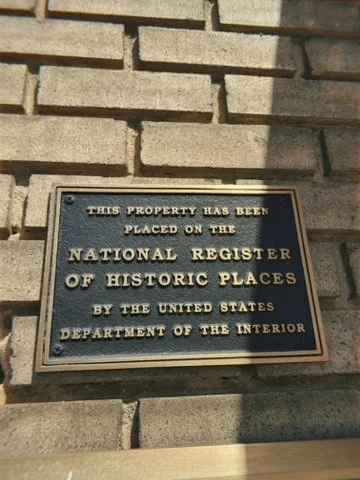 THIS PROPERTY HAS BEEN
PLACED ON THE
NATIONAL REGISTER
OF HISTORIC PLACES
BY THE UNITED STATES
DEPARTMENT OF THE INTERIOR